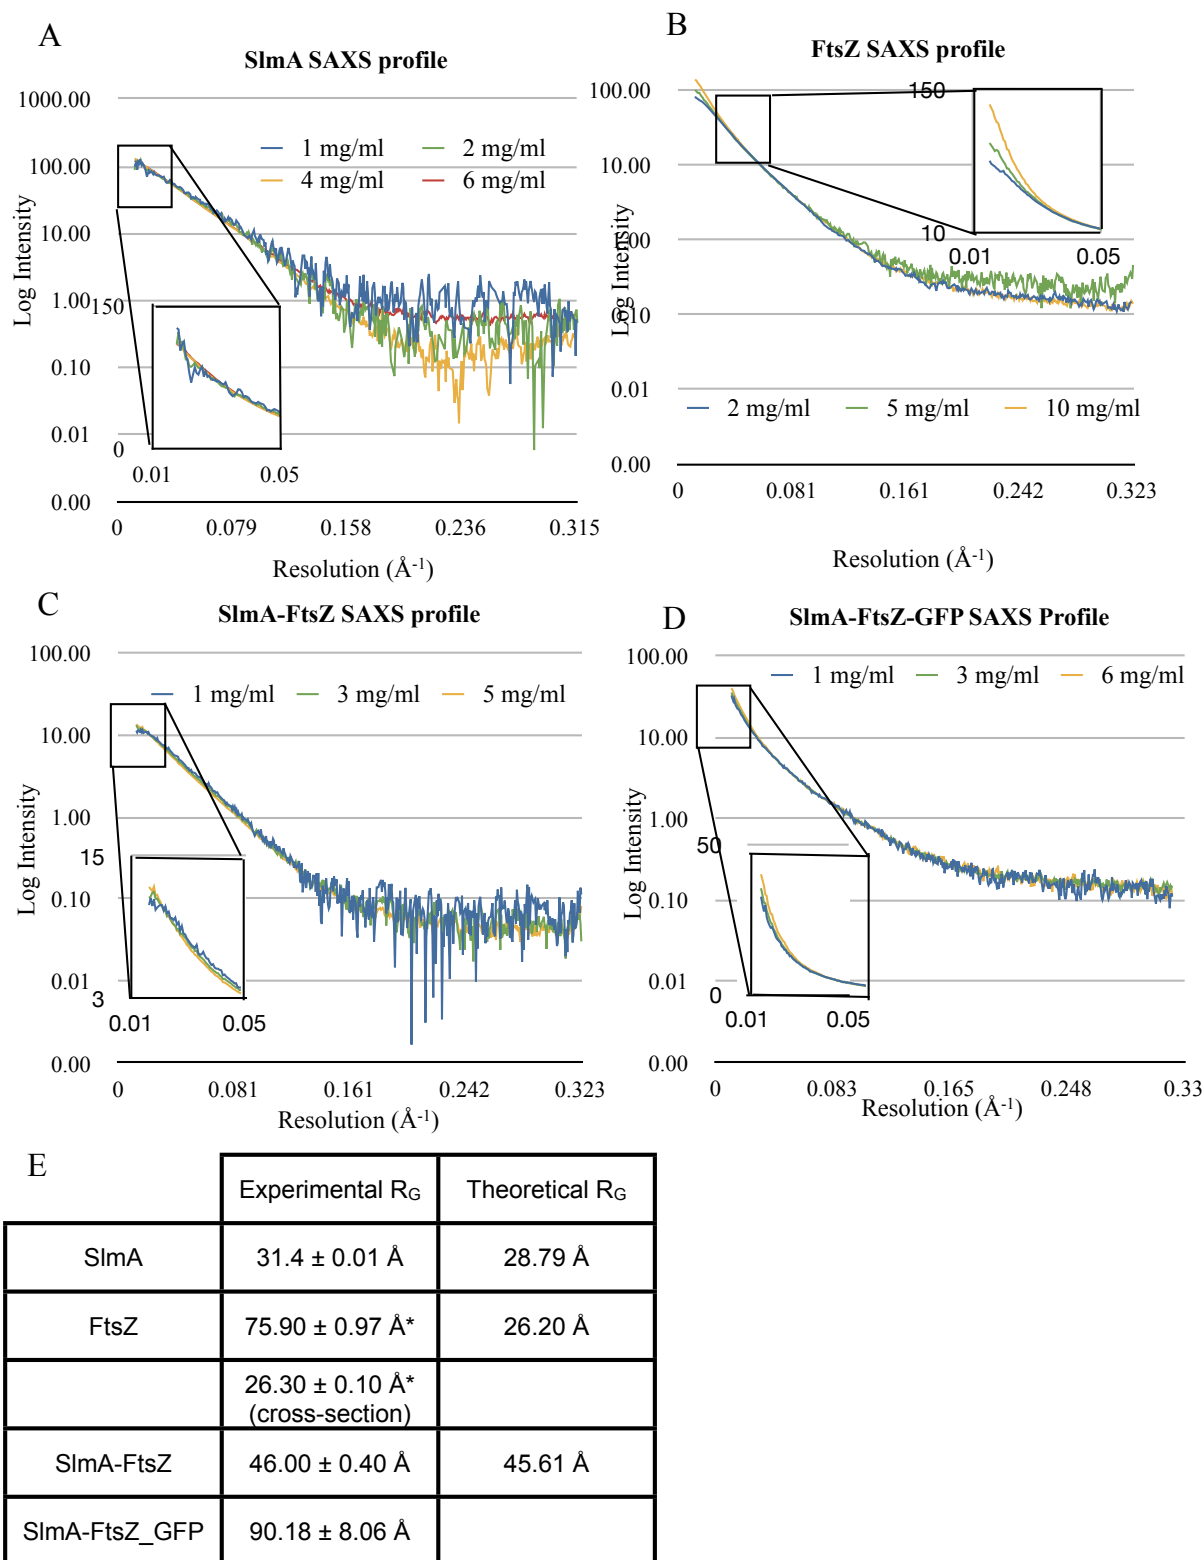 A
SlmA SAXS profile
1000.00
100.00
10.00
1.00
0.10
0.01
0.00
Log Intensity
1 mg/ml
2 mg/ml
4 mg/ml
6 mg/ml
150
0
0.01
0.05
0
0.079
0.158
0.236
0.315
Resolution (Å-1)
B
FtsZ SAXS profile
100.00
10.00
1.00
0.10
0.01
0.00
Log Intensity
150
10
0.01
0.05
2 mg/ml
5 mg/ml
10 mg/ml
0
0.081
0.161
0.242
0.323
Resolution (Å-1)
C
SlmA-FtsZ SAXS profile
100.00
10.00
1.00
0.10
0.01
0.00
Log Intensity
1 mg/ml
3 mg/ml
5 mg/ml
15
3
0.01
0.05
0
0.081
0.161
0.242
0.323
Resolution (Å-1)
D
SlmA-FtsZ-GFP SAXS Profile
100.00
10.00
1.00
0.10
0.01
0.00
Log Intensity
1 mg/ml
3 mg/ml
6 mg/ml
50
0
0.01
0.05
0
0.083
0.165
0.248
0.33
Resolution (Å-1)
E
Experimental RG
Theoretical RG
SlmA
31.4 ± 0.01 Å
28.79 Å
FtsZ
75.90 ± 0.97 Å*
26.20 Å
26.30 ± 0.10 Å*
(cross-section)
SlmA-FtsZ
46.00 ± 0.40 Å
45.61 Å
SlmA-FtsZ_GFP
90.18 ± 8.06 Å